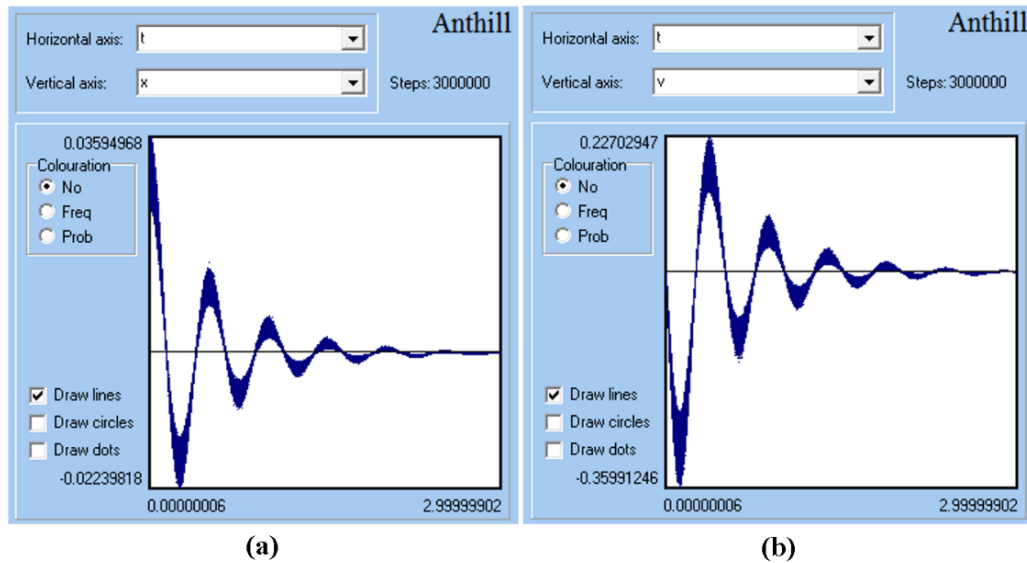 Anthill
Horizontal axis: t
Vertical axis: x
Steps: 3000000
0.03594968
Colouration
No
Freq
Prob
Draw lines
Draw circles
Draw dots
-0.02239818
0.00000006 2.99999902
(a)
Anthill
Horizontal axis: t
Vertical axis: v
Steps: 3000000
0.22702947
Colouration
No
Freq
Prob
Draw lines
Draw circles
Draw dots
-0.35991246
0.00000006 2.99999902
(b)